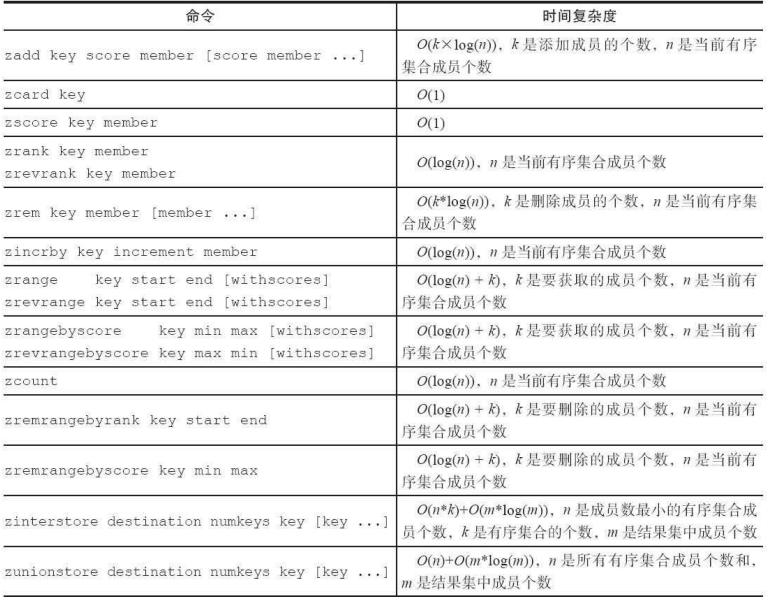 命令 时间复杂度
zadd key score member [score member ...] O(k×log(n)),k 是添加成员的个数,n 是当前有序
集合成员个数
zcard key O(1)
zscore key member O(1)
zrank key member
zrevrank key member
O(log(n)),n 是当前有序集合成员个数
zrem key member [member ...] O(k*log(n)),k 是删除成员的个数,n 是当前有序集
合成员个数
zincrby key increment member O(log(n)),n 是当前有序集合成员个数
zrange key start end [withscores]
zrevrange key start end [withscores]
O(log(n) + k),k 是要获取的成员个数,n 是当前有
序集合成员个数
zrangebyscore key min max [withscores]
zrevrangebyscore key max min [withscores]
O(log(n) + k),k 是要获取的成员个数,n 是当前有
序集合成员个数
zcount O(log(n)),n 是当前有序集合成员个数
zremrangebyrank key start end O(log(n) + k),k 是要删除的成员个数,n 是当前有
序集合成员个数
zremrangebyscore key min max O(log(n) + k),k 是要删除的成员个数,n 是当前有
序集合成员个数
zinterstore destination numkeys key [key ...] O(n*k)+O(m*log(m)),n 是成员数最小的有序集合成
员个数,k 是有序集合的个数,m 是结果集中成员个数
zunionstore destination numkeys key [key ...] O(n)+O(m*log(m)),n 是所有有序集合成员个数和,
m 是结果集中成员个数